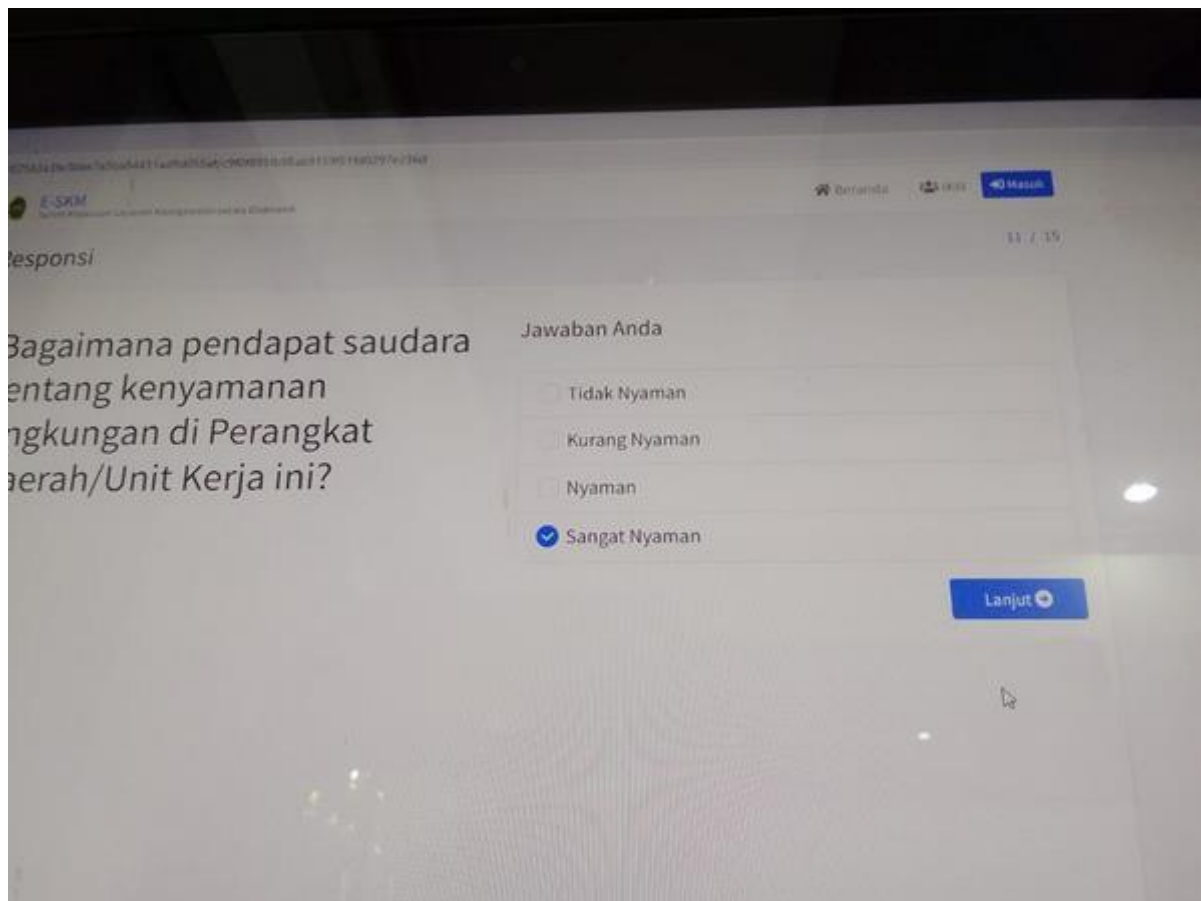 E-SKM
Beranda
Masuk
11 / 15
Responsi
Bagaimana pendapat saudara
entang kenyamanan
ngkungan di Perangkat
aerah/Unit Kerja ini?
Jawaban Anda
Tidak Nyaman
Kurang Nyaman
Nyaman
Sangat Nyaman
Lanjut